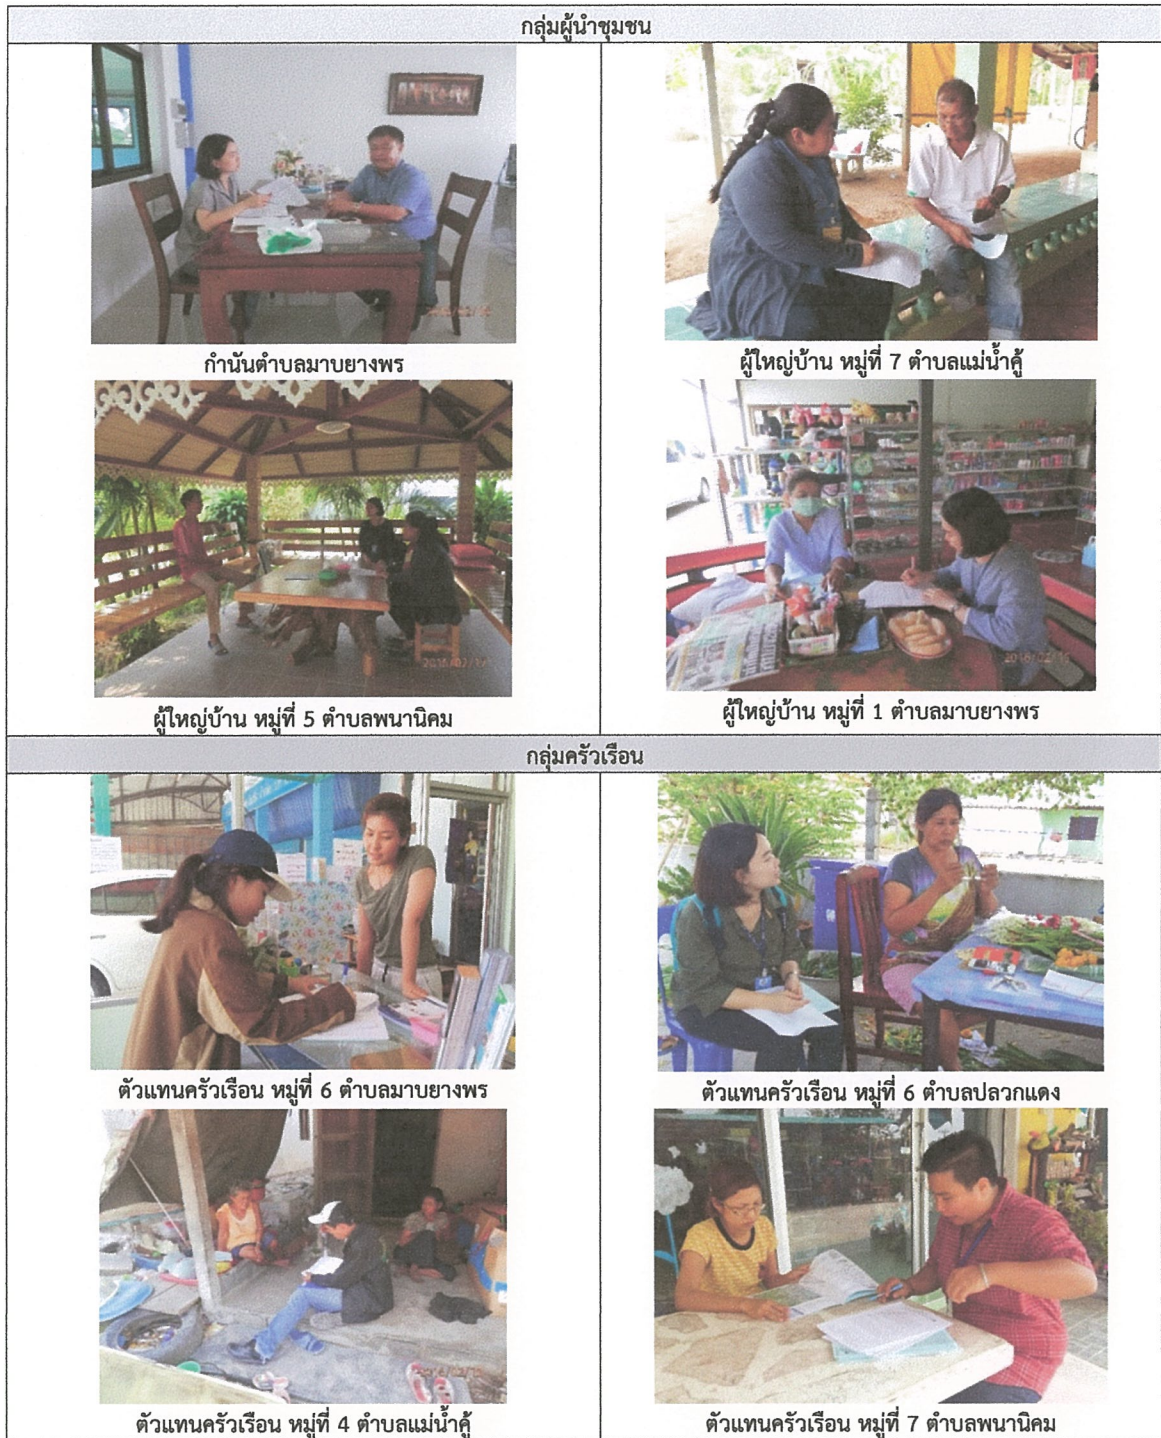 กลุ่มผู้นำชุมชน
กำนันตำบลมาบยางพร
ผู้ใหญ่บ้าน หมู่ที่ 7 ตำบลแม่น้ำคู้
ผู้ใหญ่บ้าน หมู่ที่ 5 ตำบลพนานิคม
ผู้ใหญ่บ้าน หมู่ที่ 1 ตำบลมาบยางพร
กลุ่มครัวเรือน
ตัวแทนครัวเรือน หมู่ที่ 6 ตำบลมาบยางพร
ตัวแทนครัวเรือน หมู่ที่ 6 ตำบลปลวกแดง
ตัวแทนครัวเรือน หมู่ที่ 4 ตำบลแม่น้ำคู้
ตัวแทนครัวเรือน หมู่ที่ 7 ตำบลพนานิคม